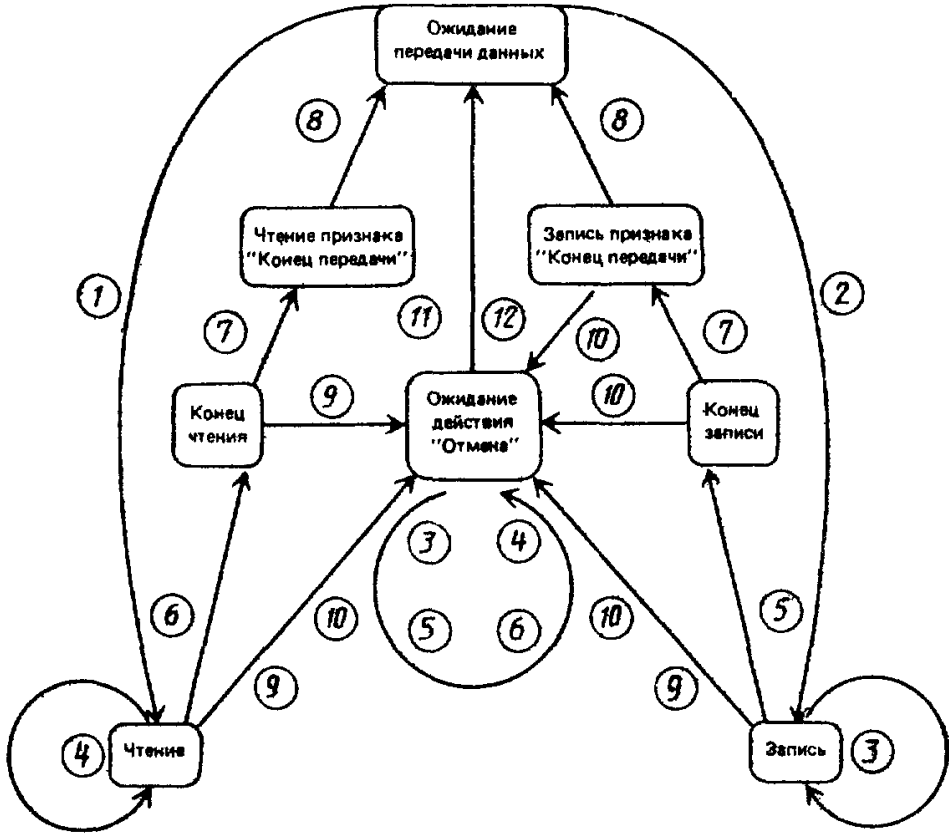 Ожидание
передачи данных
8
8
Чтение признака
"Конец передачи"
Запись признака
"Конец передачи"
1
2
11
12
7
10
7
9
10
Конец
чтения
Ожидание
действия
"Отмена"
Конец
записи
3
4
6
10
5
6
10
5
9
9
4
Чтение
Запись
3